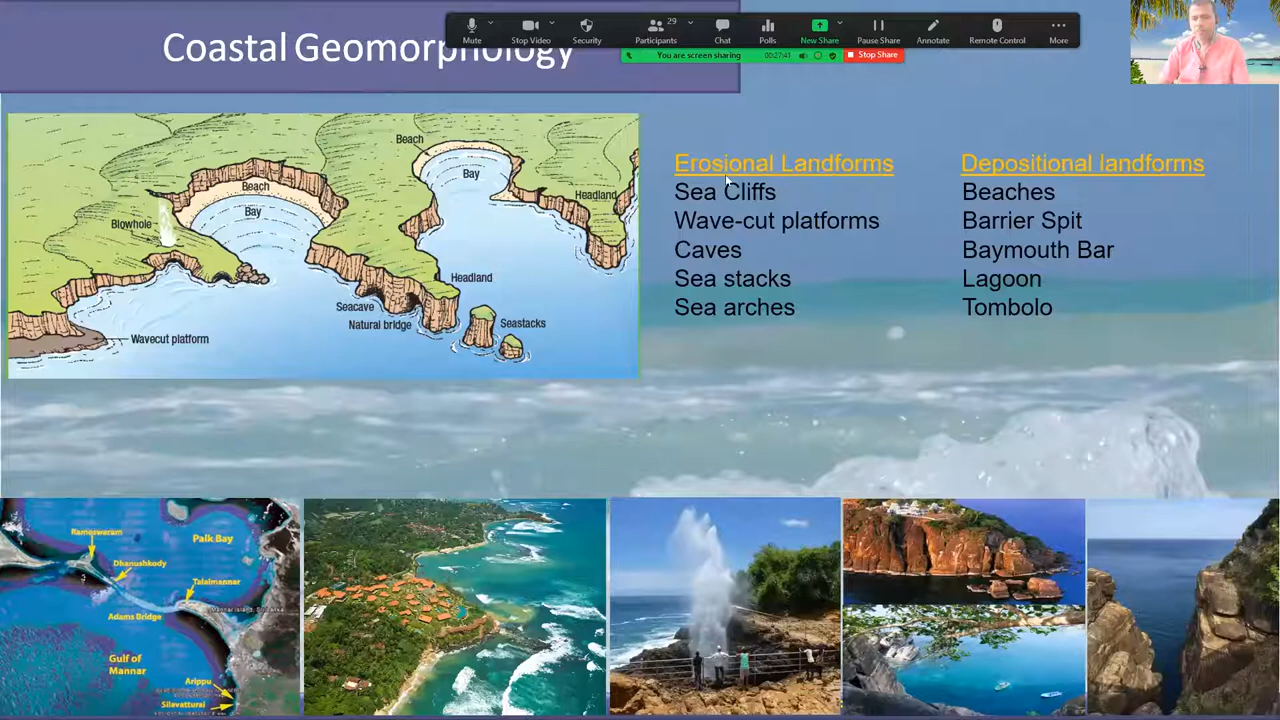 Coastal Geomorphology
Mute
Stop Video
Security
29
Participants
Chat
Polls
New Share
Pause Share
Annotate
Remote Control
More
You are screen sharing
00:27:41
Stop Share
Beach
Bay
Blowhole
Beach
Bay
Headland
Headland
Seacave
Natural bridge
Seastacks
Wavecut platform
Erosional Landforms
Sea Cliffs
Wave-cut platforms
Caves
Sea stacks
Sea arches
Depositional landforms
Beaches
Barrier Spit
Baymouth Bar
Lagoon
Tombolo
Rameswaram
Palk Bay
Dhanushkody
Talaimannar
Adams Bridge
Gulf of
Mannar
Arippu
Silavatturai